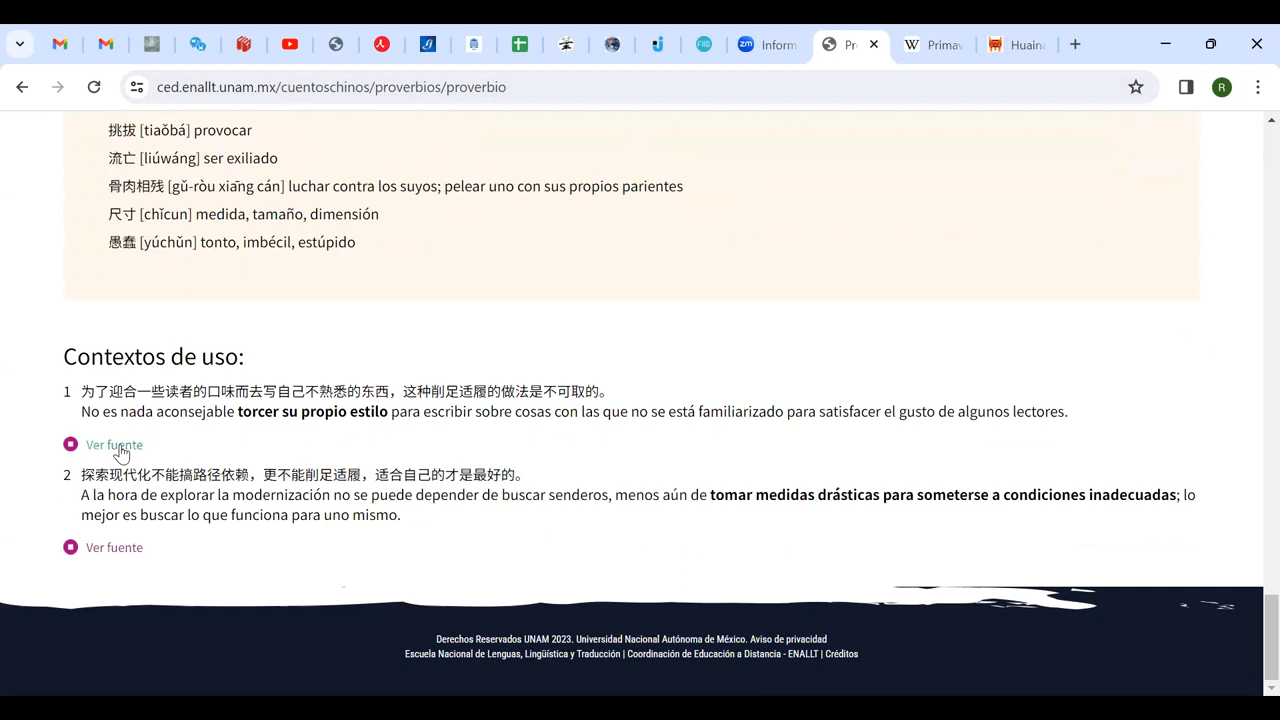 Inform
Pr
Prima
Huaina
ced.enallt.unam.mx/cuentoschinos/proverbios/proverbio
R
挑拔 [tiaǒbá] provocar
流亡 [liúwáng] ser exiliado
骨肉相残 [gǔ-ròu xiāng cán] luchar contra los suyos; pelear uno con sus propios parientes
尺寸 [chǐcun] medida, tamaño, dimensión
愚蠢 [yúchǔn] tonto, imbécil, estúpido
Contextos de uso:
1 为了迎合一些读者的口味而去写自己不熟悉的东西，这种削足适履的做法是不可取的。
No es nada aconsejable torcer su propio estilo para escribir sobre cosas con las que no se está familiarizado para satisfacer el gusto de algunos lectores.
Ver fuente
2 探索现代化不能搞路径依赖，更不能削足适履，适合自己的才是最好的。
A la hora de explorar la modernización no se puede depender de buscar senderos, menos aún de tomar medidas drásticas para someterse a condiciones inadecuadas; lo
mejor es buscar lo que funciona para uno mismo.
Ver fuente
Derechos Reservados UNAM 2023. Universidad Nacional Autónoma de México. Aviso de privacidad
Escuela Nacional de Lenguas, Lingüística y Traducción | Coordinación de Educación a Distancia - ENALLT | Créditos